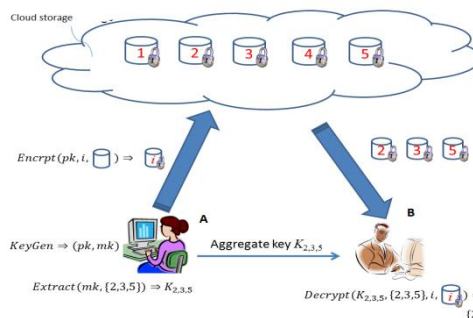 Cloud storage
1 2 3 4 5
Encrpt(pk, i, ) ⇒ i
2 3 5
A
B
KeyGen ⇒ (pk, mk)
Aggregate key K₂,₃,₅
Extract(mk, {2,3,5}) ⇒ K₂,₃,₅
Decrypt(K₂,₃,₅, {2,3,5}, i, i )